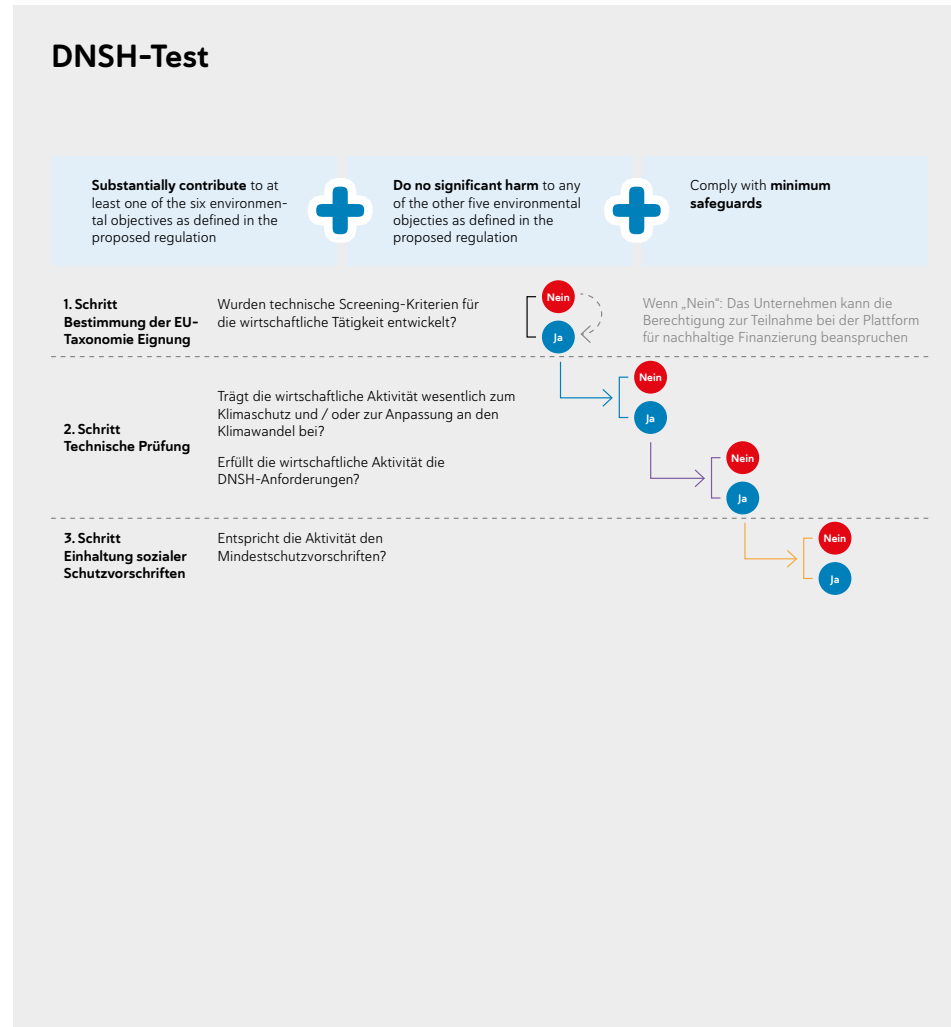 DNSH-Test
Substantially contribute to at
least one of the six environmen-
tal objectives as defined in the
proposed regulation
Do no significant harm to any
of the other five environmental
objecties as defined in the
proposed regulation
Comply with minimum
safeguards
1. Schritt
Bestimmung der EU-
Taxonomie Eignung
Wurden technische Screening-Kriterien für
die wirtschaftliche Tätigkeit entwickelt?
Nein
Ja
Wenn „Nein“: Das Unternehmen kann die
Berechtigung zur Teilnahme bei der Plattform
für nachhaltige Finanzierung beanspruchen
2. Schritt
Technische Prüfung
Trägt die wirtschaftliche Aktivität wesentlich zum
Klimaschutz und / oder zur Anpassung an den
Klimawandel bei?
Nein
Ja
Erfüllt die wirtschaftliche Aktivität die
DNSH-Anforderungen?
Nein
Ja
3. Schritt
Einhaltung sozialer
Schutzvorschriften
Entspricht die Aktivität den
Mindestschutzvorschriften?
Nein
Ja